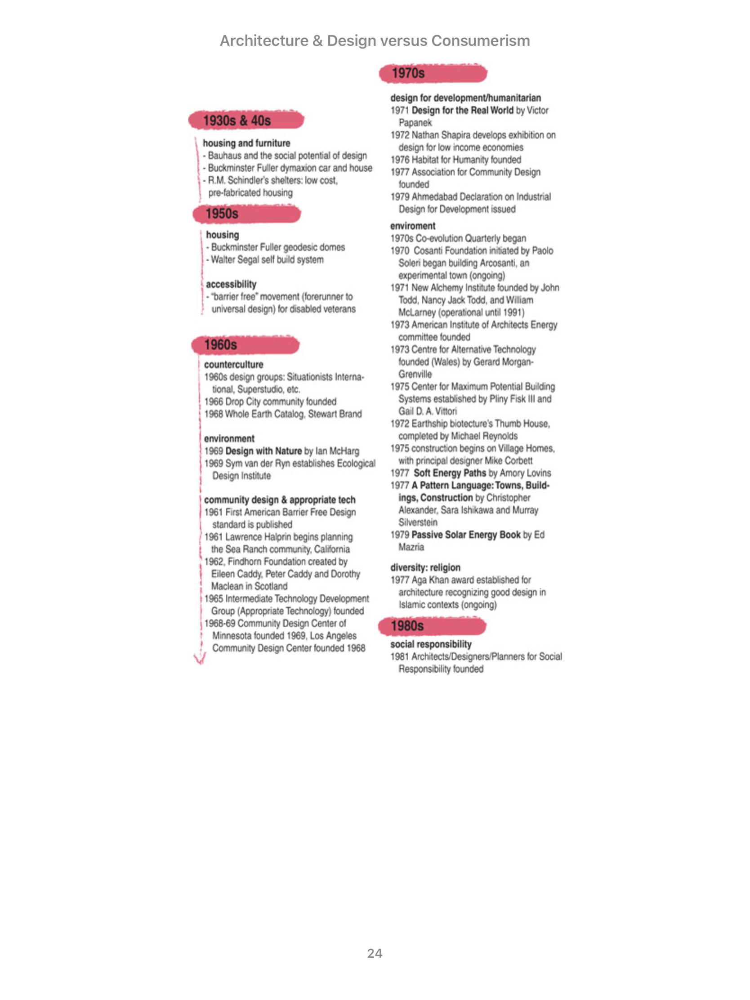 Architecture & Design versus Consumerism
1930s & 40s
housing and furniture
- Bauhaus and the social potential of design
- Buckminster Fuller dymaxion car and house
- R.M. Schindler's shelters: low cost,
pre-fabricated housing
1950s
housing
- Buckminster Fuller geodesic domes
- Walter Segal self build system
accessibility
- "barrier free" movement (forerunner to
universal design) for disabled veterans
1960s
counterculture
1960s design groups: Situationists Interna-
tional, Superstudio, etc.
1966 Drop City community founded
1968 Whole Earth Catalog, Stewart Brand
environment
1969 Design with Nature by Ian McHarg
1969 Sym van der Ryn establishes Ecological
Design Institute
community design & appropriate tech
1961 First American Barrier Free Design
standard is published
1961 Lawrence Halprin begins planning
the Sea Ranch community, California
1962, Findhorn Foundation created by
Eileen Caddy, Peter Caddy and Dorothy
Maclean in Scotland
1965 Intermediate Technology Development
Group (Appropriate Technology) founded
1968-69 Community Design Center of
Minnesota founded 1969, Los Angeles
Community Design Center founded 1968
1970s
design for development/humanitarian
1971 Design for the Real World by Victor
Papanek
1972 Nathan Shapira develops exhibition on
design for low income economies
1976 Habitat for Humanity founded
1977 Association for Community Design
founded
1979 Ahmedabad Declaration on Industrial
Design for Development issued
enviroment
1970s Co-evolution Quarterly began
1970 Cosanti Foundation initiated by Paolo
Soleri began building Arcosanti, an
experimental town (ongoing)
1971 New Alchemy Institute founded by John
Todd, Nancy Jack Todd, and William
McLarney (operational until 1991)
1973 American Institute of Architects Energy
committee founded
1973 Centre for Alternative Technology
founded (Wales) by Gerard Morgan-
Grenville
1975 Center for Maximum Potential Building
Systems established by Pliny Fisk III and
Gail D. A. Vittori
1972 Earthship biotecture's Thumb House,
completed by Michael Reynolds
1975 construction begins on Village Homes,
with principal designer Mike Corbett
1977 Soft Energy Paths by Amory Lovins
1977 A Pattern Language: Towns, Build-
ings, Construction by Christopher
Alexander, Sara Ishikawa and Murray
Silverstein
1979 Passive Solar Energy Book by Ed
Mazria
diversity: religion
1977 Aga Khan award established for
architecture recognizing good design in
Islamic contexts (ongoing)
1980s
social responsibility
1981 Architects/Designers/Planners for Social
Responsibility founded
24